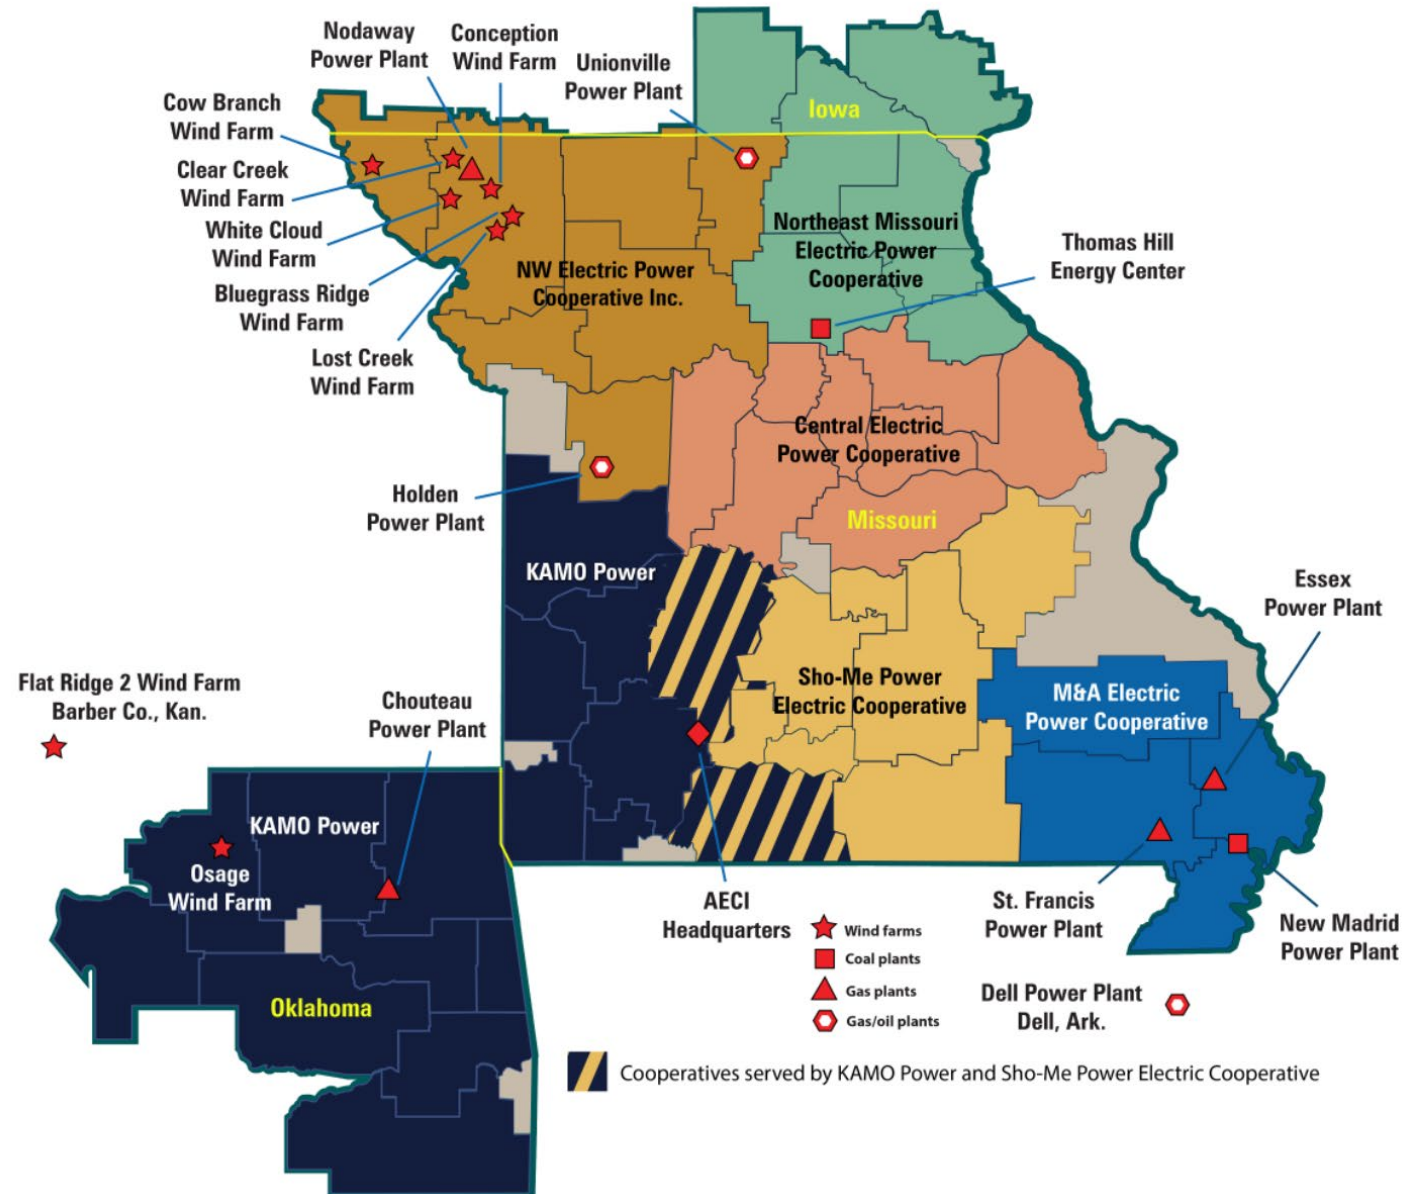 Nodaway
Power Plant
Conception
Wind Farm
Unionville
Power Plant
Cow Branch
Wind Farm
Iowa
Clear Creek
Wind Farm
White Cloud
Wind Farm
Northeast Missouri
Electric Power
Cooperative
Thomas Hill
Energy Center
NW Electric Power
Cooperative Inc.
Bluegrass Ridge
Wind Farm
Lost Creek
Wind Farm
Central Electric
Power Cooperative
Holden
Power Plant
Missouri
KAMO Power
Essex
Power Plant
Flat Ridge 2 Wind Farm
Barber Co., Kan.
Chouteau
Power Plant
Sho-Me Power
Electric Cooperative
M&A Electric
Power Cooperative
KAMO Power
Osage
Wind Farm
AECI
Headquarters
St. Francis
Power Plant
New Madrid
Power Plant
Wind farms
Coal plants
Gas plants
Gas/oil plants
Dell Power Plant
Dell, Ark.
Oklahoma
Cooperatives served by KAMO Power and Sho-Me Power Electric Cooperative